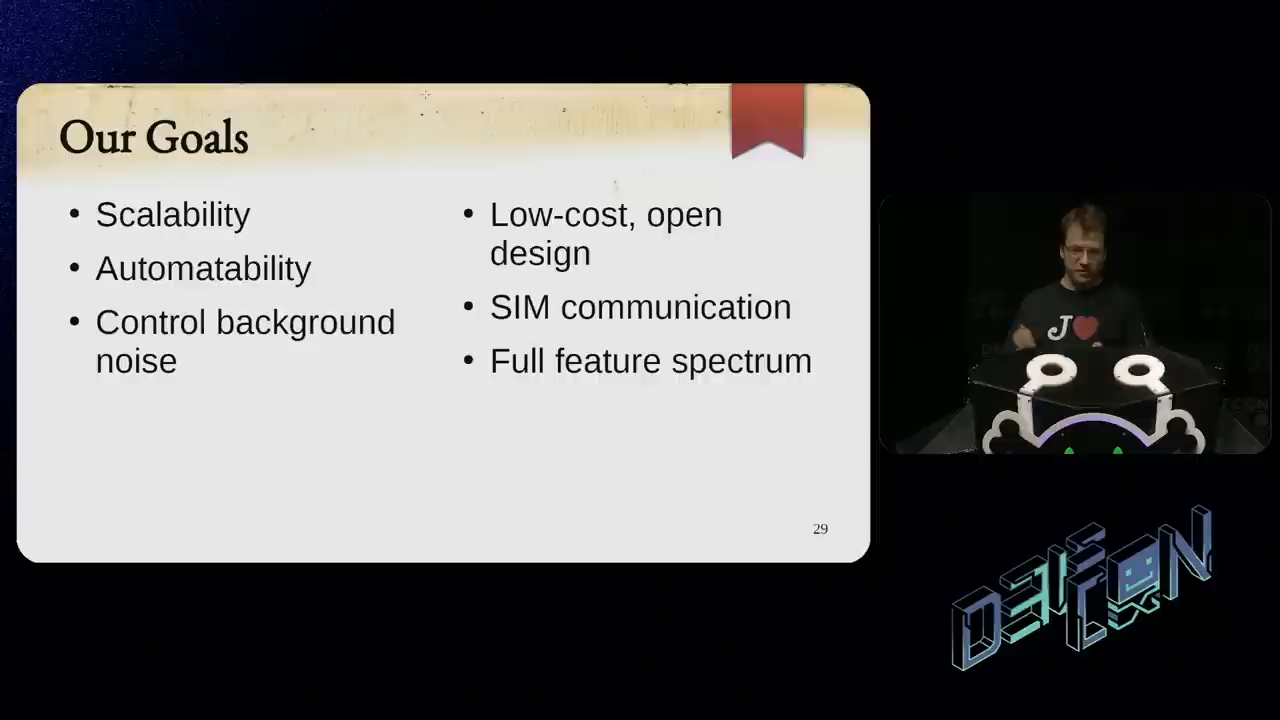 Our Goals
• Scalability
• Automatability
• Control background
noise
• Low-cost, open
design
• SIM communication
• Full feature spectrum
29
J
DEF
CON